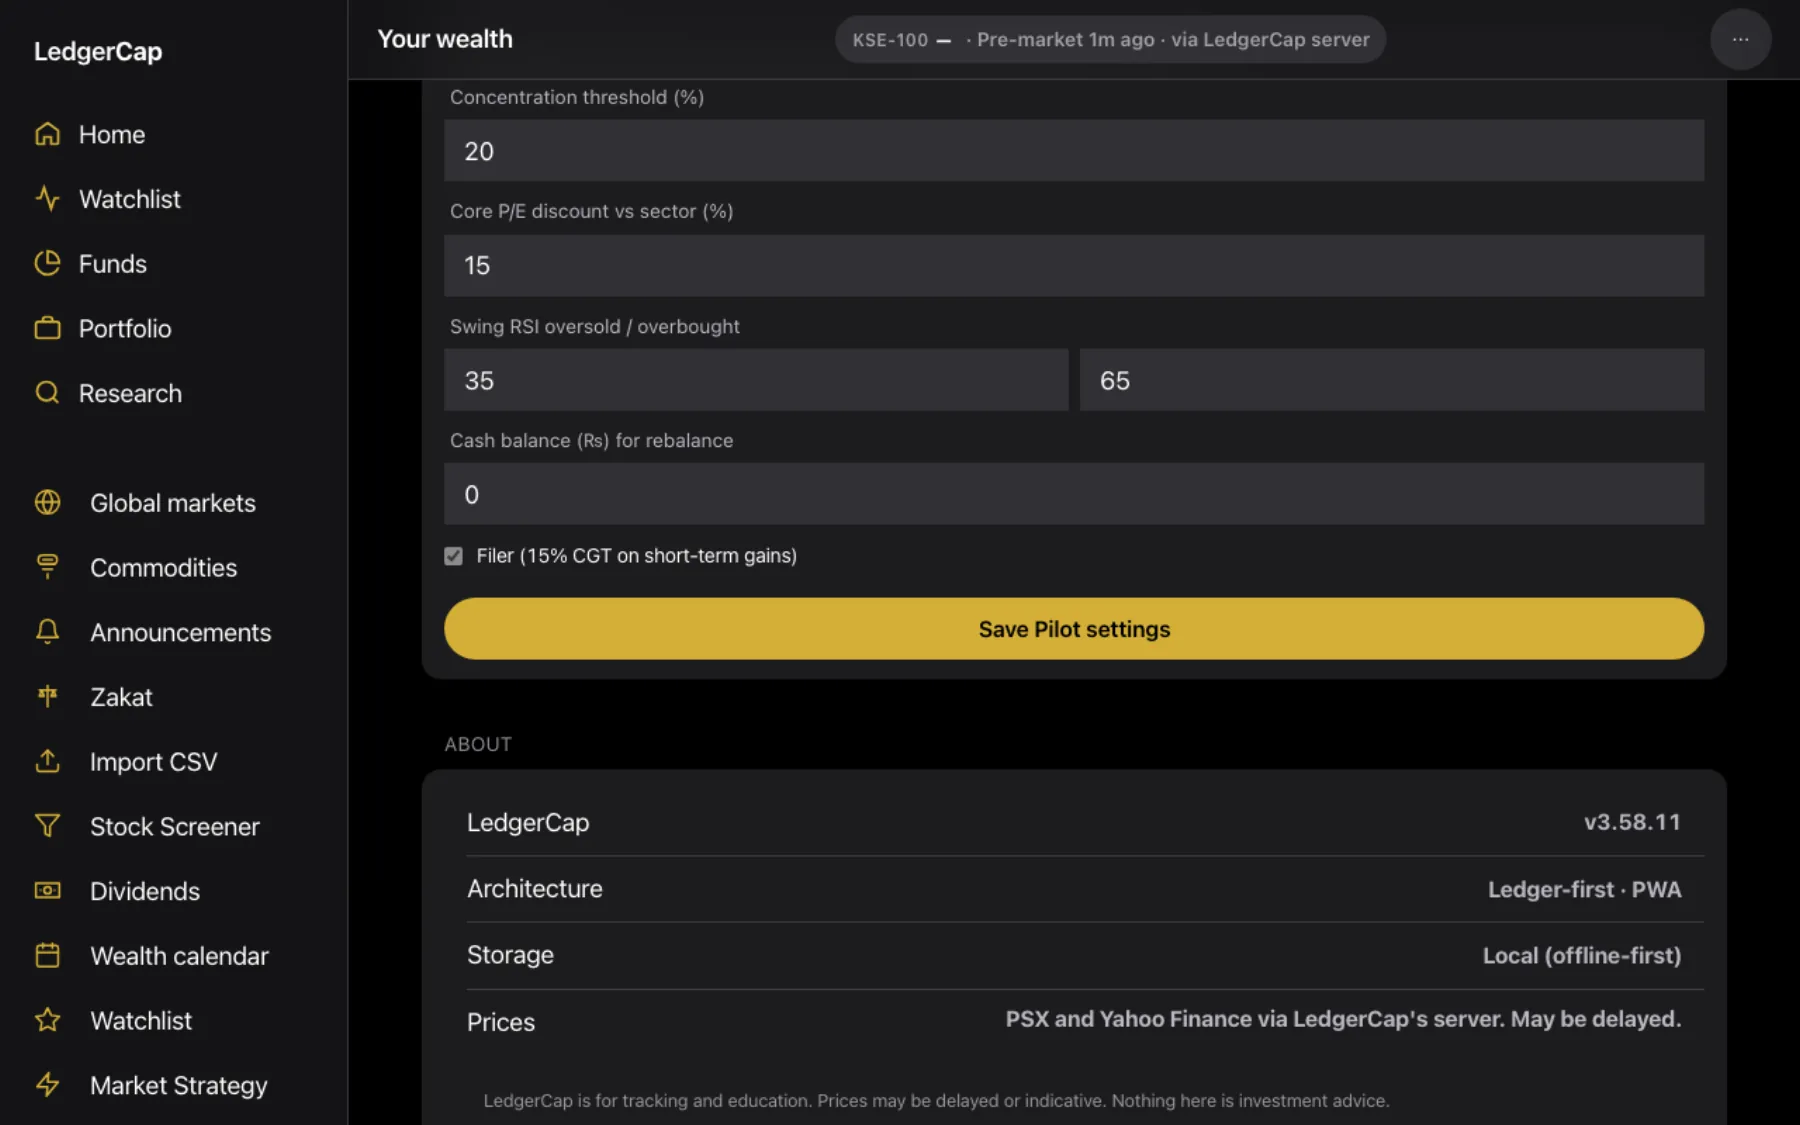 LedgerCap
Home
Watchlist
Funds
Portfolio
Research
Global markets
Commodities
Announcements
Zakat
Import CSV
Stock Screener
Dividends
Wealth calendar
Watchlist
Market Strategy
Your wealth
KSE-100 — · Pre-market 1m ago · via LedgerCap server
...
Concentration threshold (%)
20
Core P/E discount vs sector (%)
15
Swing RSI oversold / overbought
35 65
Cash balance (Rs) for rebalance
0
Filer (15% CGT on short-term gains)
Save Pilot settings
ABOUT
LedgerCap v3.58.11
Architecture Ledger-first · PWA
Storage Local (offline-first)
Prices PSX and Yahoo Finance via LedgerCap's server. May be delayed.
LedgerCap is for tracking and education. Prices may be delayed or indicative. Nothing here is investment advice.